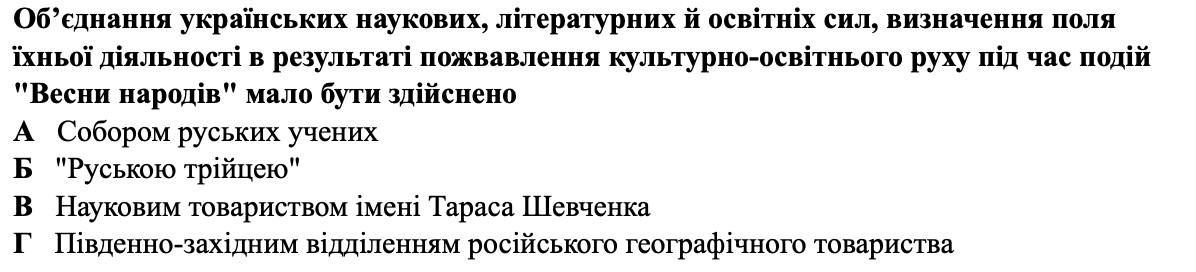 Об’єднання українських наукових, літературних й освітніх сил, визначення поля
їхньої діяльності в результаті пожвавлення культурно-освітнього руху під час подій
"Весни народів" мало бути здійснено
А Собором руських учених
Б "Руською трійцею"
В Науковим товариством імені Тараса Шевченка
Г Південно-західним відділенням російського географічного товариства